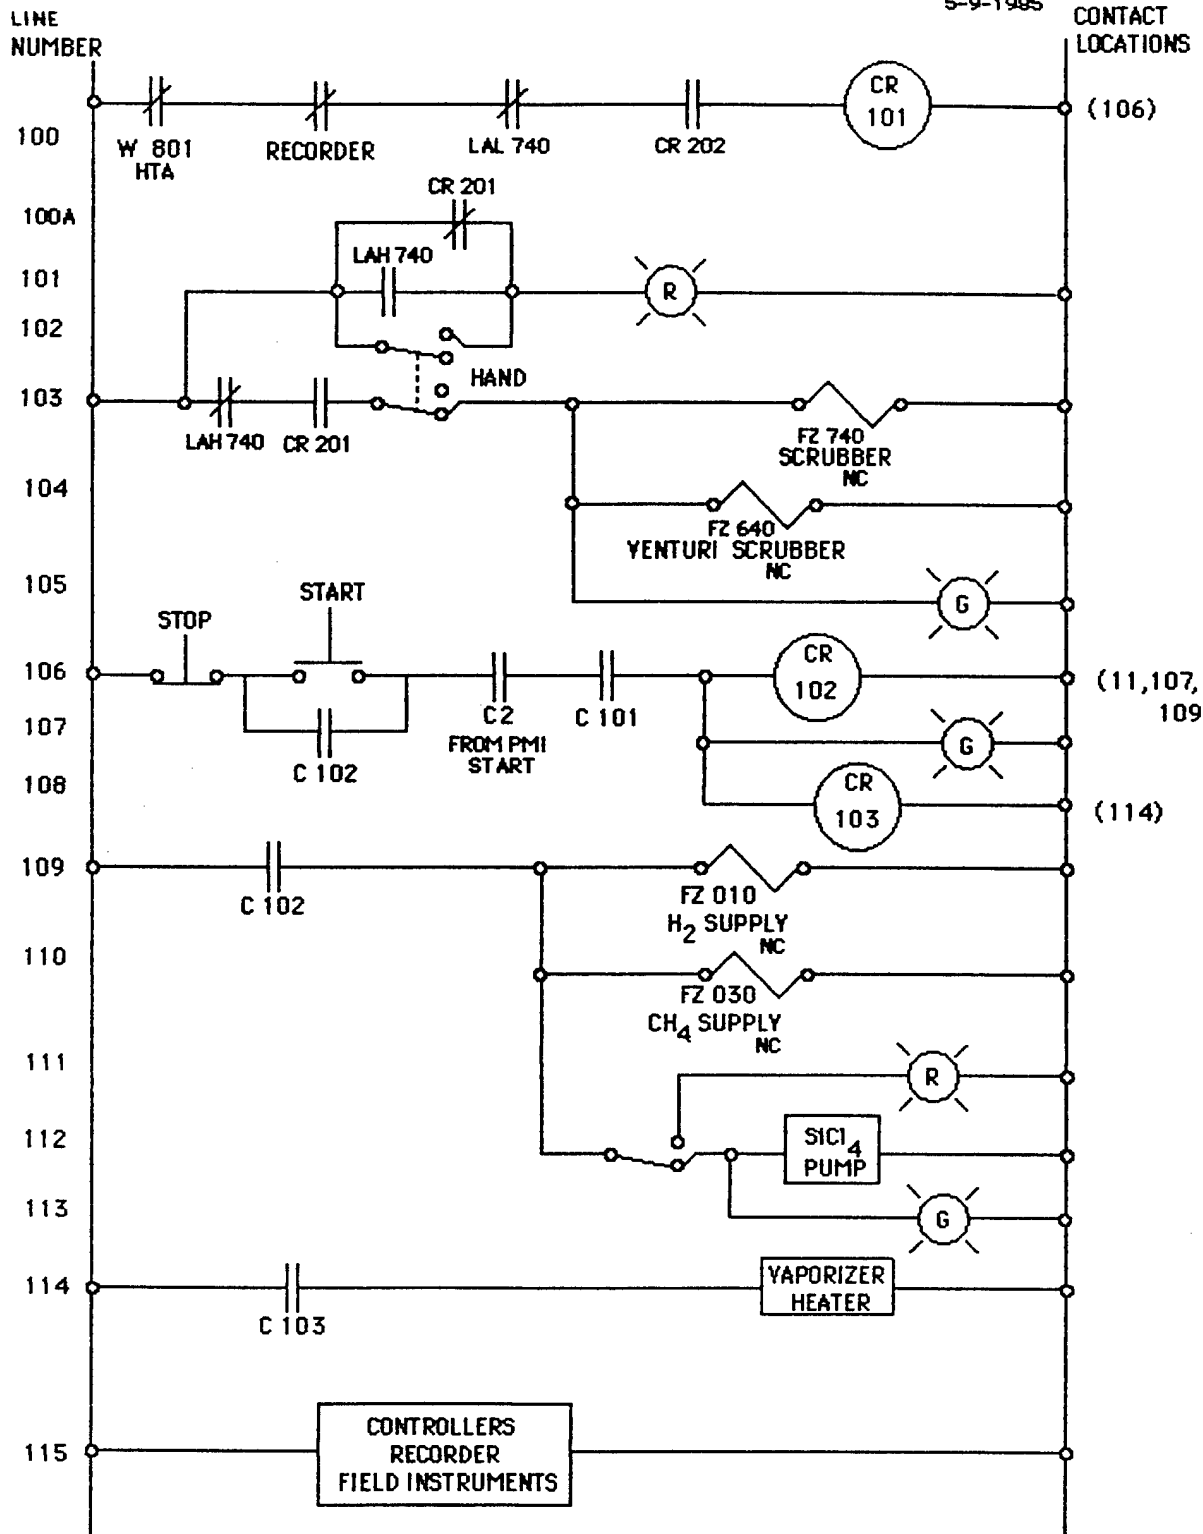 5-9-1985
LINE
NUMBER
CONTACT
LOCATIONS
100
W 801
HTA
RECORDER
LAL 740
CR 202
CR
101
(106)
100A
CR 201
101
LAH 740
R
102
HAND
103
LAH 740
CR 201
FZ 740
SCRUBBER
NC
104
FZ 640
VENTURI SCRUBBER
NC
105
G
STOP
START
106
C 2
FROM PMI
START
C 101
CR
102
(11,107,
109
107
C 102
G
108
CR
103
(114)
109
C 102
FZ 010
H2 SUPPLY
NC
110
FZ 030
CH4 SUPPLY
NC
111
R
112
SiCl4
PUMP
113
G
114
C 103
VAPORIZER
HEATER
115
CONTROLLERS
RECORDER
FIELD INSTRUMENTS